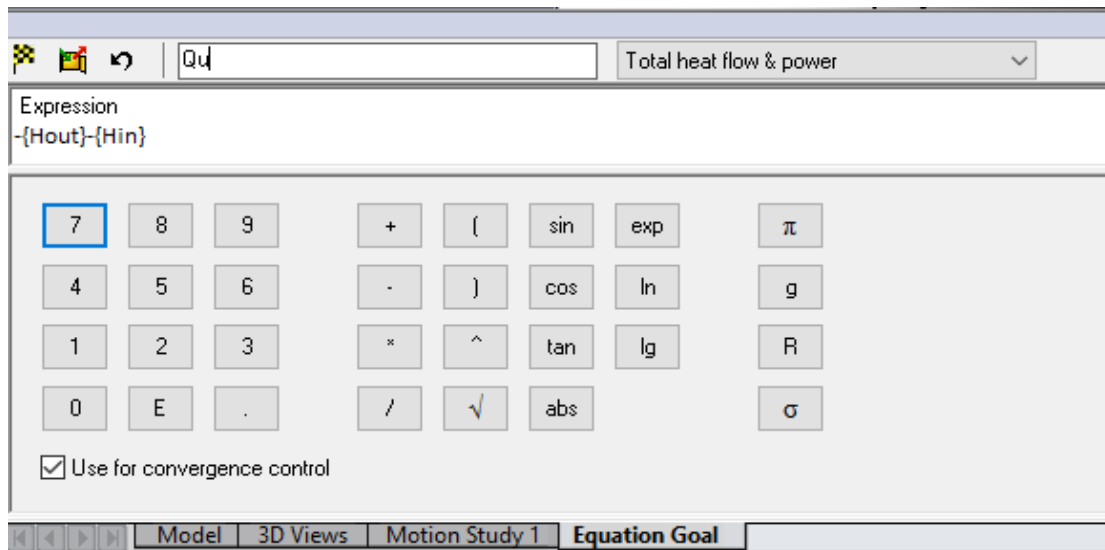 Qu Total heat flow & power
Expression
-{Hout}-{Hin}
7 8 9 + ( sin exp π
4 5 6 - ) cos ln g
1 2 3 * ^ tan lg R
0 E . / √ abs σ
Use for convergence control
Model 3D Views Motion Study 1 Equation Goal